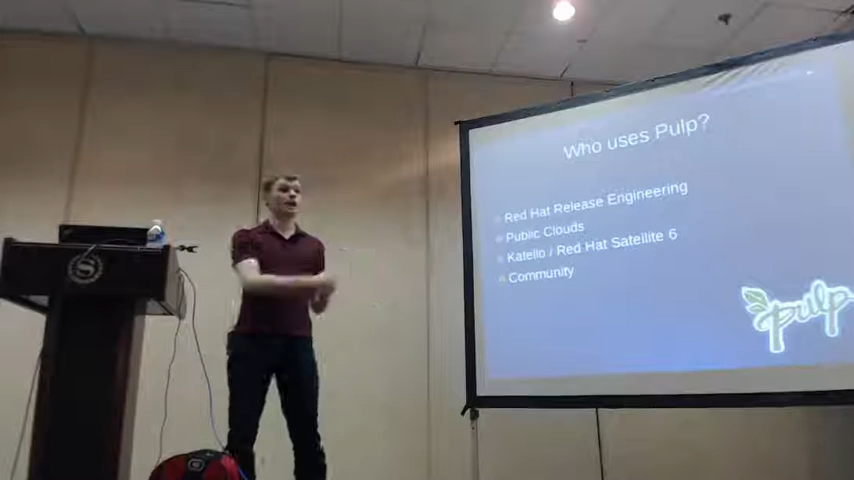 Who uses Pulp?
Red Hat Release Engineering
Public Clouds
Katello / Red Hat Satellite 6
Community
pulp
S